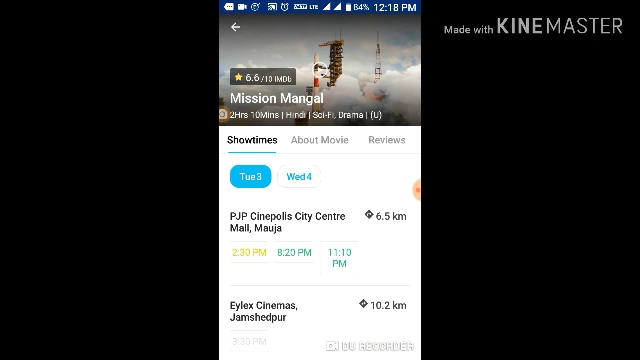 LTE 84% 12:18 PM
Made with KINEMASTER
6.6 /10 IMDb
Mission Mangal
2Hrs 10Mins | Hindi | Sci-Fi, Drama | (U)
Showtimes About Movie Reviews
Tue 3 Wed 4
PJP Cinepolis City Centre
Mall, Mauja
6.5 km
2:30 PM 8:20 PM 11:10
PM
Eylex Cinemas,
Jamshedpur
10.2 km
3:30 PM
DU RECORDER